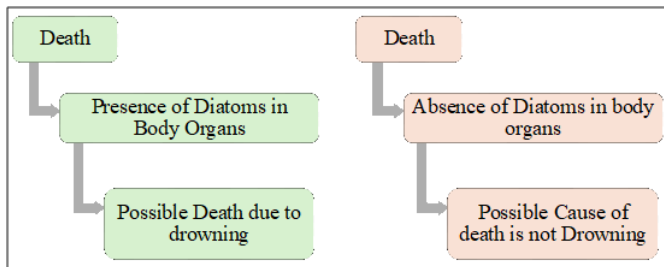 Death
Presence of Diatoms in
Body Organs
Possible Death due to
drowning
Death
Absence of Diatoms in body
organs
Possible Cause of
death is not Drowning